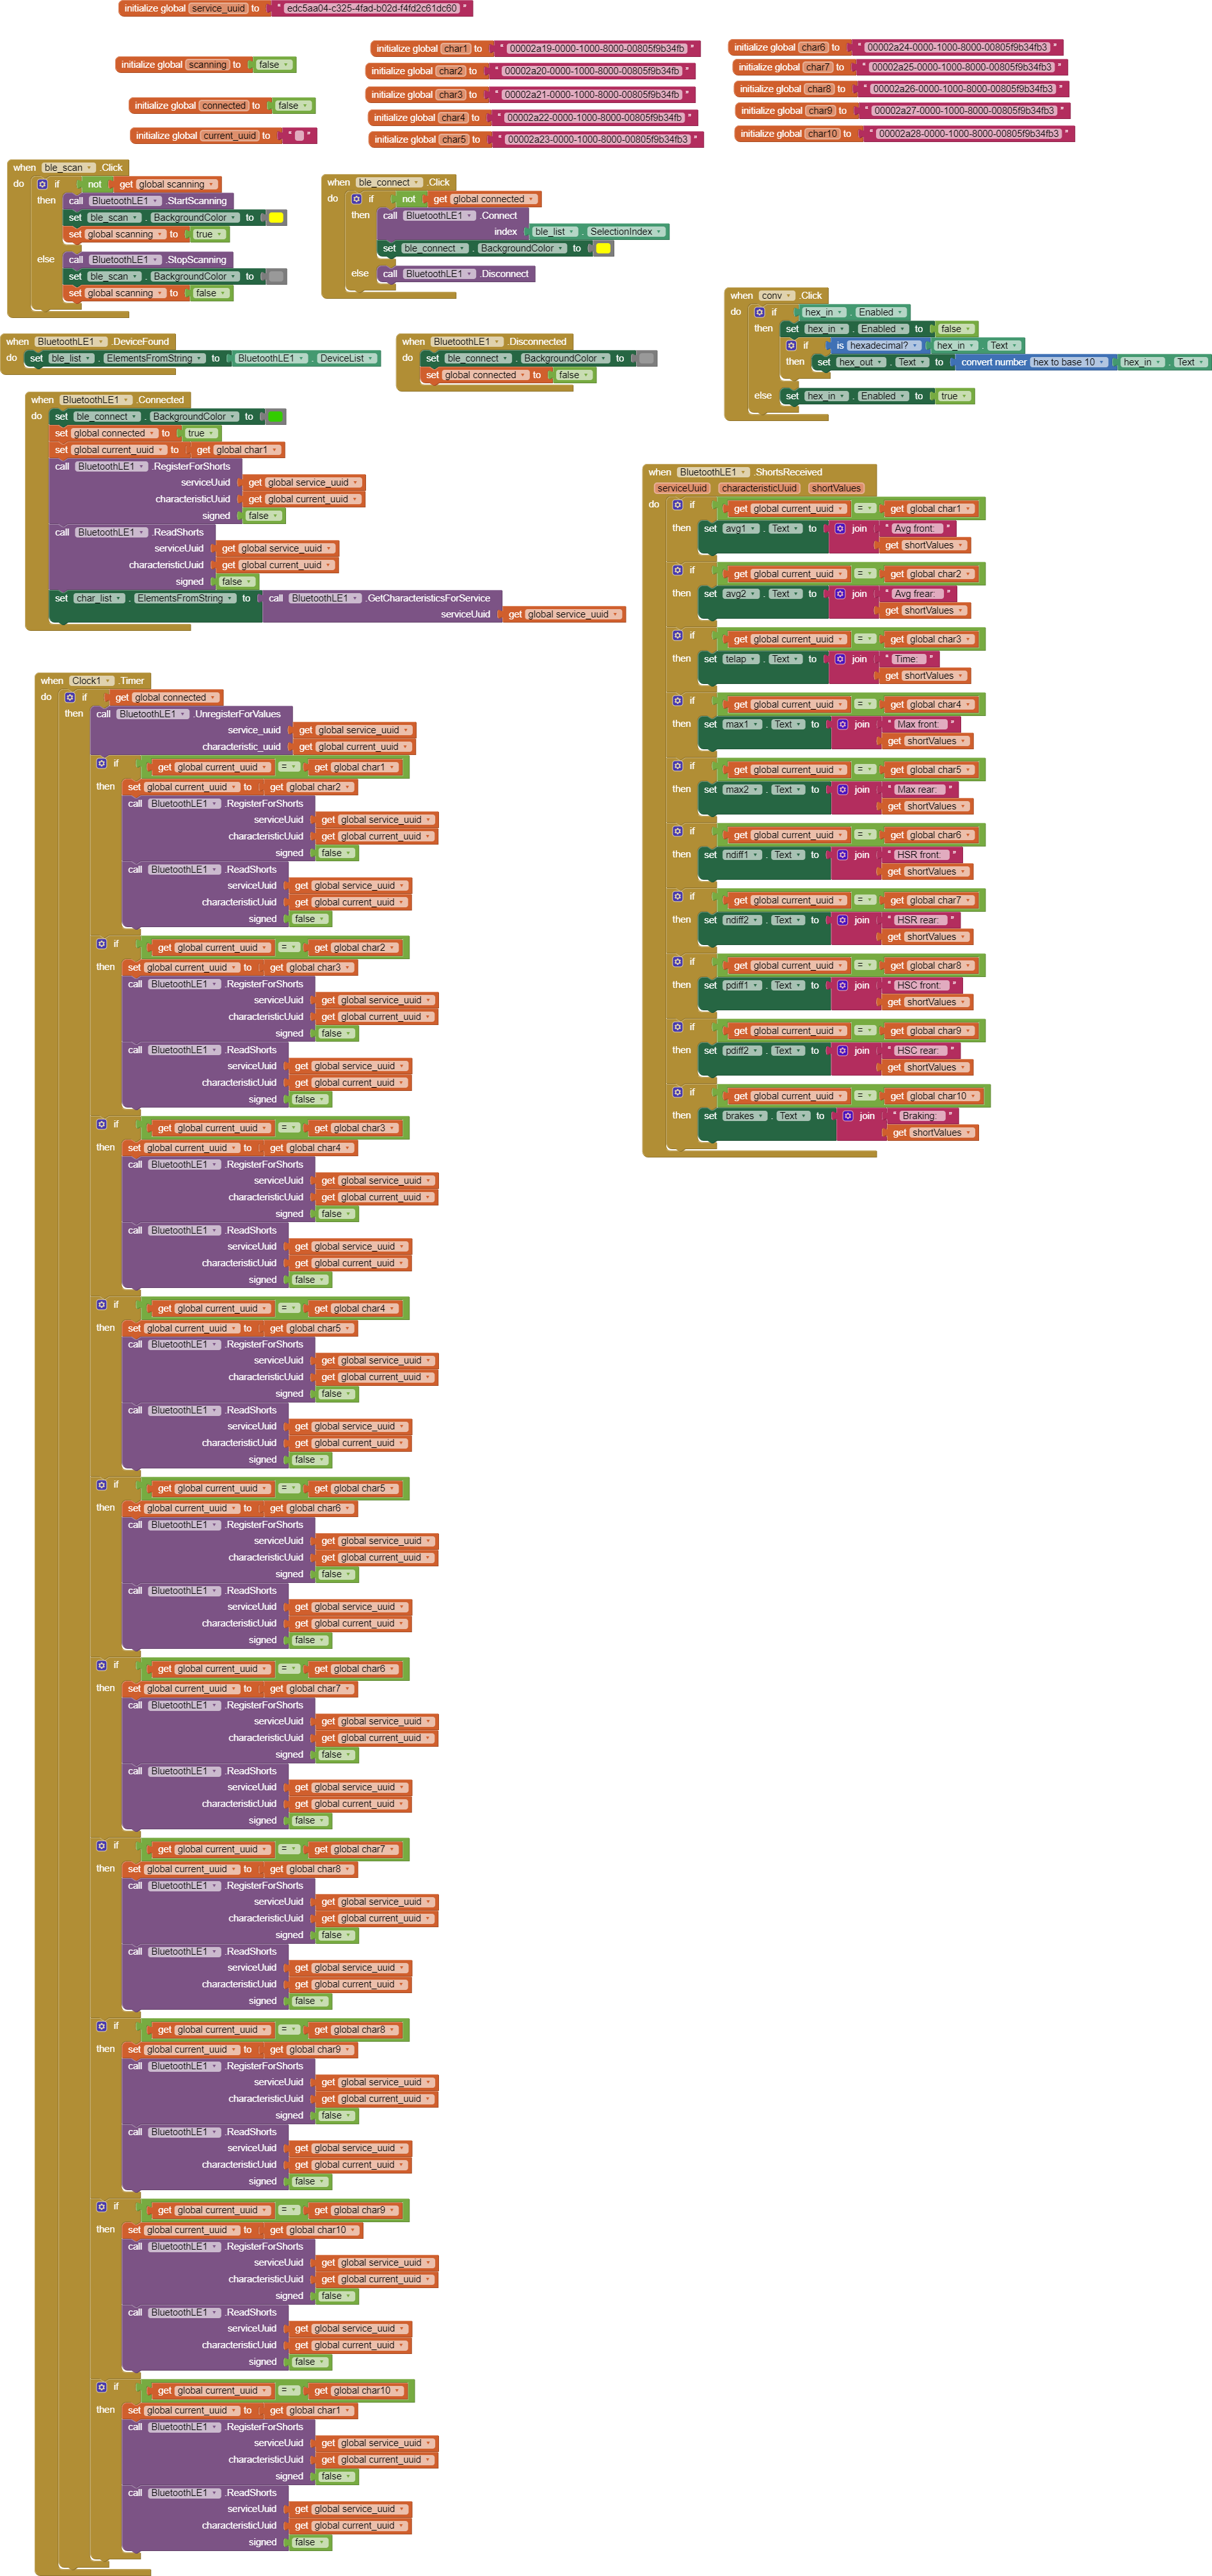 initialize global service_uuid to " edc5aa04-c325-4fad-b02d-f4fd2c61dc60 "
initialize global scanning to false
initialize global connected to false
initialize global current_uuid to " "
initialize global char1 to " 00002a19-0000-1000-8000-00805f9b34fb "
initialize global char2 to " 00002a20-0000-1000-8000-00805f9b34fb "
initialize global char3 to " 00002a21-0000-1000-8000-00805f9b34fb "
initialize global char4 to " 00002a22-0000-1000-8000-00805f9b34fb "
initialize global char5 to " 00002a23-0000-1000-8000-00805f9b34fb3 "
initialize global char6 to " 00002a24-0000-1000-8000-00805f9b34fb3 "
initialize global char7 to " 00002a25-0000-1000-8000-00805f9b34fb3 "
initialize global char8 to " 00002a26-0000-1000-8000-00805f9b34fb3 "
initialize global char9 to " 00002a27-0000-1000-8000-00805f9b34fb3 "
initialize global char10 to " 00002a28-0000-1000-8000-00805f9b34fb3 "
when ble_scan .Click
do if not get global scanning
then call BluetoothLE1 .StartScanning
set ble_scan . BackgroundColor to
set global scanning to true
else call BluetoothLE1 .StopScanning
set ble_scan . BackgroundColor to
set global scanning to false
when ble_connect .Click
do if not get global connected
then call BluetoothLE1 .Connect
index ble_list . SelectionIndex
set ble_connect . BackgroundColor to
else call BluetoothLE1 .Disconnect
when conv .Click
do if hex_in . Enabled
then set hex_in . Enabled to false
if is hexadecimal? hex_in . Text
then set hex_out . Text to convert number hex to base 10 hex_in . Text
else set hex_in . Enabled to true
when BluetoothLE1 .DeviceFound
do set ble_list . ElementsFromString to BluetoothLE1 . DeviceList
when BluetoothLE1 .Disconnected
do set ble_connect . BackgroundColor to
set global connected to false
when BluetoothLE1 .Connected
do set ble_connect . BackgroundColor to
set global connected to true
set global current_uuid to get global char1
call BluetoothLE1 .RegisterForShorts
serviceUuid get global service_uuid
characteristicUuid get global current_uuid
signed false
call BluetoothLE1 .ReadShorts
serviceUuid get global service_uuid
characteristicUuid get global current_uuid
signed false
set char_list . ElementsFromString to call BluetoothLE1 .GetCharacteristicsForService
serviceUuid get global service_uuid
when BluetoothLE1 .ShortsReceived
serviceUuid characteristicUuid shortValues
do if get global current_uuid = get global char1
then set avg1 . Text to join " Avg front: "
get shortValues
if get global current_uuid = get global char2
then set avg2 . Text to join " Avg frear: "
get shortValues
if get global current_uuid = get global char3
then set telap . Text to join " Time: "
get shortValues
if get global current_uuid = get global char4
then set max1 . Text to join " Max front: "
get shortValues
if get global current_uuid = get global char5
then set max2 . Text to join " Max rear: "
get shortValues
if get global current_uuid = get global char6
then set ndiff1 . Text to join " HSR front: "
get shortValues
if get global current_uuid = get global char7
then set ndiff2 . Text to join " HSR rear: "
get shortValues
if get global current_uuid = get global char8
then set pdiff1 . Text to join " HSC front: "
get shortValues
if get global current_uuid = get global char9
then set pdiff2 . Text to join " HSC rear: "
get shortValues
if get global current_uuid = get global char10
then set brakes . Text to join " Braking: "
get shortValues
when Clock1 .Timer
do if get global connected
then call BluetoothLE1 .UnregisterForValues
service_uuid get global service_uuid
characteristic_uuid get global current_uuid
if get global current_uuid = get global char1
then set global current_uuid to get global char2
call BluetoothLE1 .RegisterForShorts
serviceUuid get global service_uuid
characteristicUuid get global current_uuid
signed false
call BluetoothLE1 .ReadShorts
serviceUuid get global service_uuid
characteristicUuid get global current_uuid
signed false
if get global current_uuid = get global char2
then set global current_uuid to get global char3
call BluetoothLE1 .RegisterForShorts
serviceUuid get global service_uuid
characteristicUuid get global current_uuid
signed false
call BluetoothLE1 .ReadShorts
serviceUuid get global service_uuid
characteristicUuid get global current_uuid
signed false
if get global current_uuid = get global char3
then set global current_uuid to get global char4
call BluetoothLE1 .RegisterForShorts
serviceUuid get global service_uuid
characteristicUuid get global current_uuid
signed false
call BluetoothLE1 .ReadShorts
serviceUuid get global service_uuid
characteristicUuid get global current_uuid
signed false
if get global current_uuid = get global char4
then set global current_uuid to get global char5
call BluetoothLE1 .RegisterForShorts
serviceUuid get global service_uuid
characteristicUuid get global current_uuid
signed false
call BluetoothLE1 .ReadShorts
serviceUuid get global service_uuid
characteristicUuid get global current_uuid
signed false
if get global current_uuid = get global char5
then set global current_uuid to get global char6
call BluetoothLE1 .RegisterForShorts
serviceUuid get global service_uuid
characteristicUuid get global current_uuid
signed false
call BluetoothLE1 .ReadShorts
serviceUuid get global service_uuid
characteristicUuid get global current_uuid
signed false
if get global current_uuid = get global char6
then set global current_uuid to get global char7
call BluetoothLE1 .RegisterForShorts
serviceUuid get global service_uuid
characteristicUuid get global current_uuid
signed false
call BluetoothLE1 .ReadShorts
serviceUuid get global service_uuid
characteristicUuid get global current_uuid
signed false
if get global current_uuid = get global char7
then set global current_uuid to get global char8
call BluetoothLE1 .RegisterForShorts
serviceUuid get global service_uuid
characteristicUuid get global current_uuid
signed false
call BluetoothLE1 .ReadShorts
serviceUuid get global service_uuid
characteristicUuid get global current_uuid
signed false
if get global current_uuid = get global char8
then set global current_uuid to get global char9
call BluetoothLE1 .RegisterForShorts
serviceUuid get global service_uuid
characteristicUuid get global current_uuid
signed false
call BluetoothLE1 .ReadShorts
serviceUuid get global service_uuid
characteristicUuid get global current_uuid
signed false
if get global current_uuid = get global char9
then set global current_uuid to get global char10
call BluetoothLE1 .RegisterForShorts
serviceUuid get global service_uuid
characteristicUuid get global current_uuid
signed false
call BluetoothLE1 .ReadShorts
serviceUuid get global service_uuid
characteristicUuid get global current_uuid
signed false
if get global current_uuid = get global char10
then set global current_uuid to get global char1
call BluetoothLE1 .RegisterForShorts
serviceUuid get global service_uuid
characteristicUuid get global current_uuid
signed false
call BluetoothLE1 .ReadShorts
serviceUuid get global service_uuid
characteristicUuid get global current_uuid
signed false